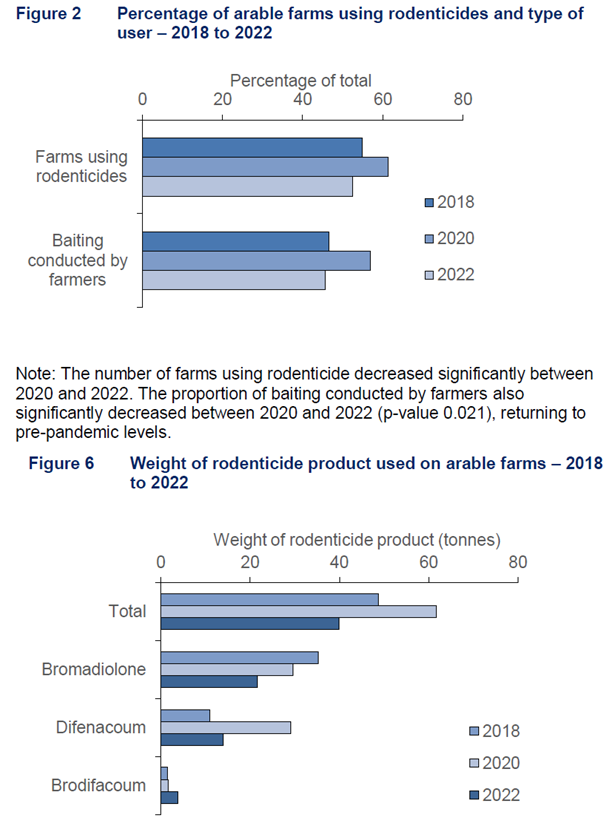 Figure 2 Percentage of arable farms using rodenticides and type of
user – 2018 to 2022
Percentage of total
0 20 40 60 80
Farms using
rodenticides
Baiting
conducted by
farmers
2018
2020
2022
Note: The number of farms using rodenticide decreased significantly between
2020 and 2022. The proportion of baiting conducted by farmers also
significantly decreased between 2020 and 2022 (p-value 0.021), returning to
pre-pandemic levels.
Figure 6 Weight of rodenticide product used on arable farms – 2018
to 2022
Weight of rodenticide product (tonnes)
0 20 40 60 80
Total
Bromadiolone
Difenacoum
Brodifacoum
2018
2020
2022